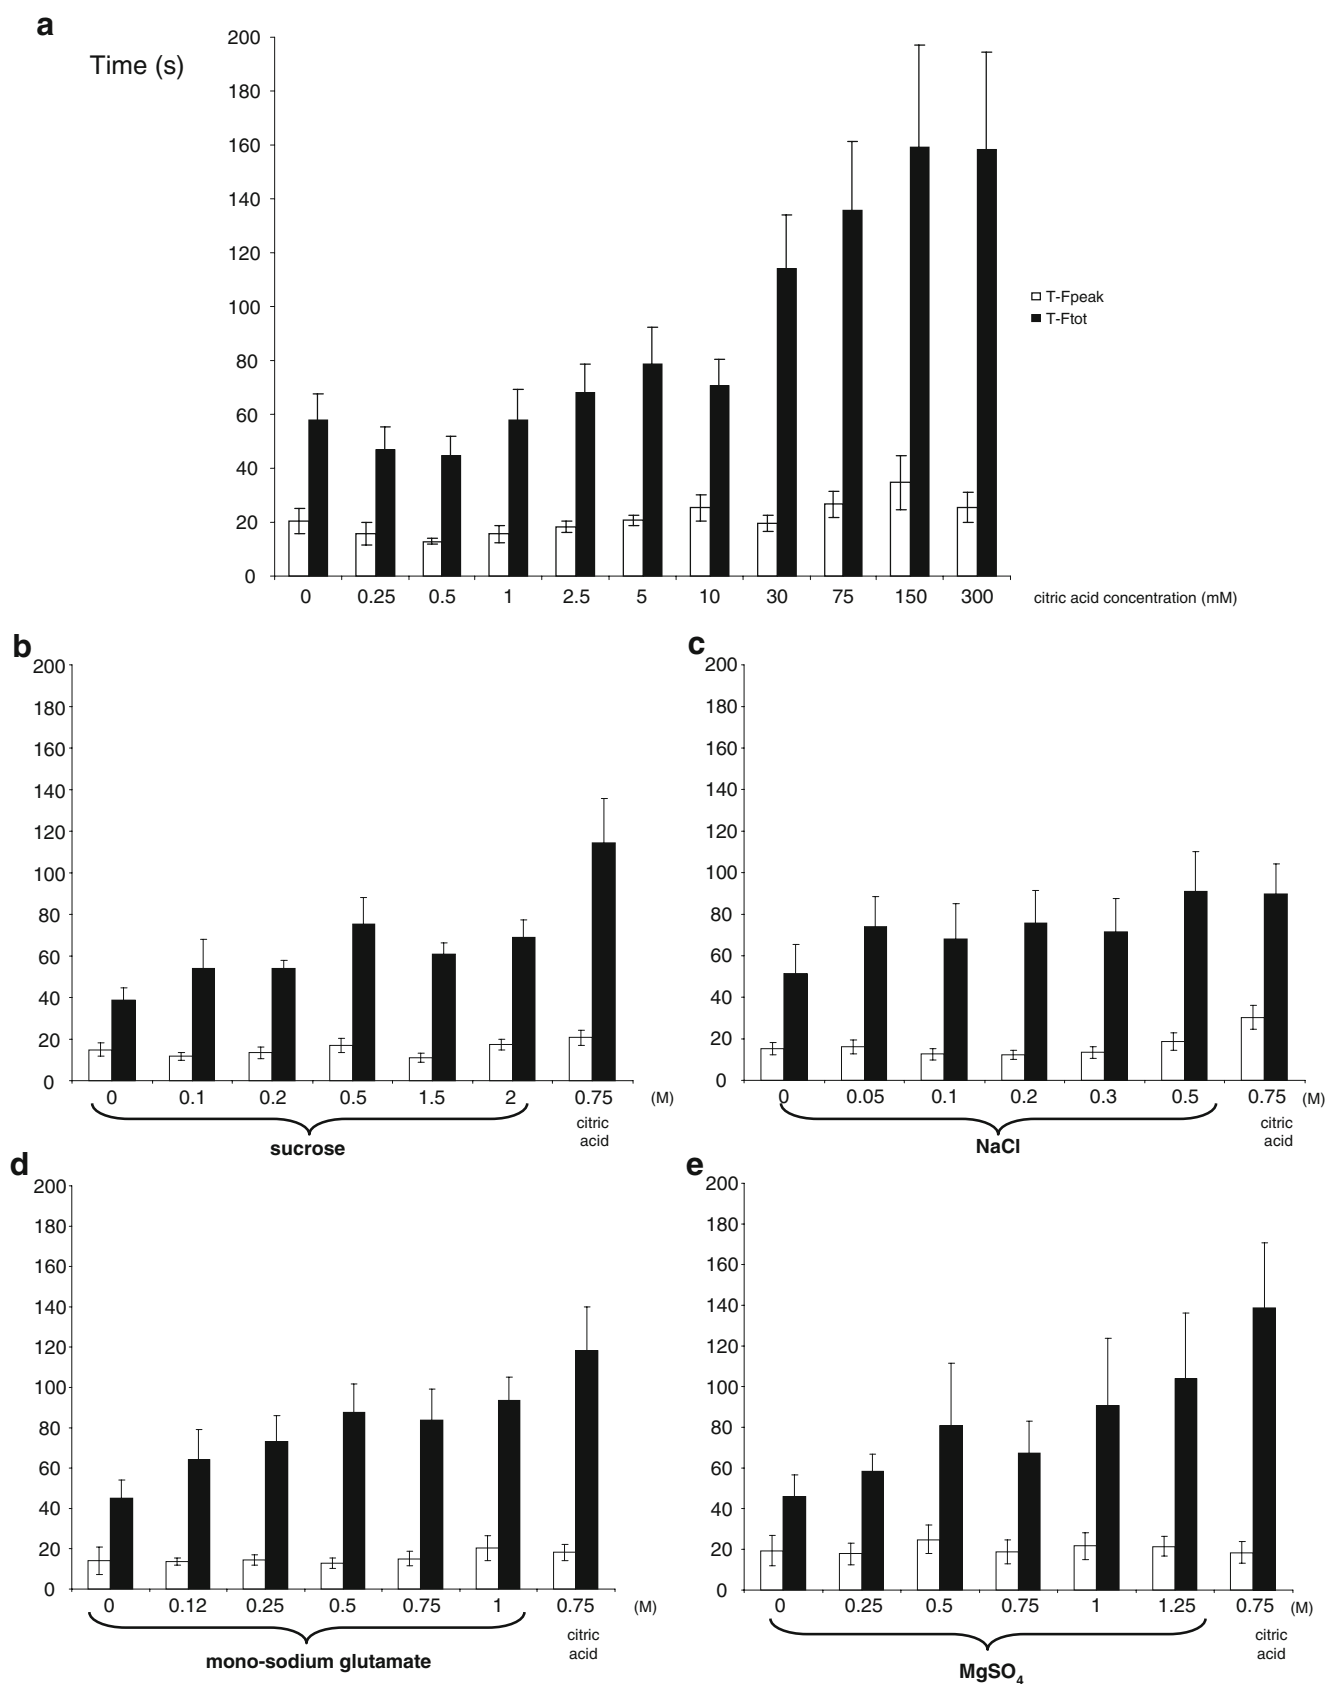 a
Time (s)
200
180
160
140
120
100
80
60
40
20
0
T-Fpeak
T-Ftot
0 0.25 0.5 1 2.5 5 10 30 75 150 300 citric acid concentration (mM)
b
200
180
160
140
120
100
80
60
40
20
0
0 0.1 0.2 0.5 1.5 2 0.75 (M)
citric
acid
sucrose
c
200
180
160
140
120
100
80
60
40
20
0
0 0.05 0.1 0.2 0.3 0.5 0.75 (M)
citric
acid
NaCl
d
200
180
160
140
120
100
80
60
40
20
0
0 0.12 0.25 0.5 0.75 1 0.75 (M)
citric
acid
mono-sodium glutamate
e
200
180
160
140
120
100
80
60
40
20
0
0 0.25 0.5 0.75 1 1.25 0.75 (M)
citric
acid
MgSO₄